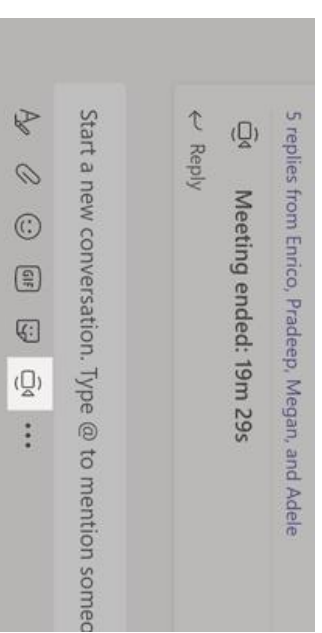 5 replies from Enrico, Pradeep, Megan, and Adele
Meeting ended: 19m 29s
Reply
Start a new conversation. Type @ to mention
GIF